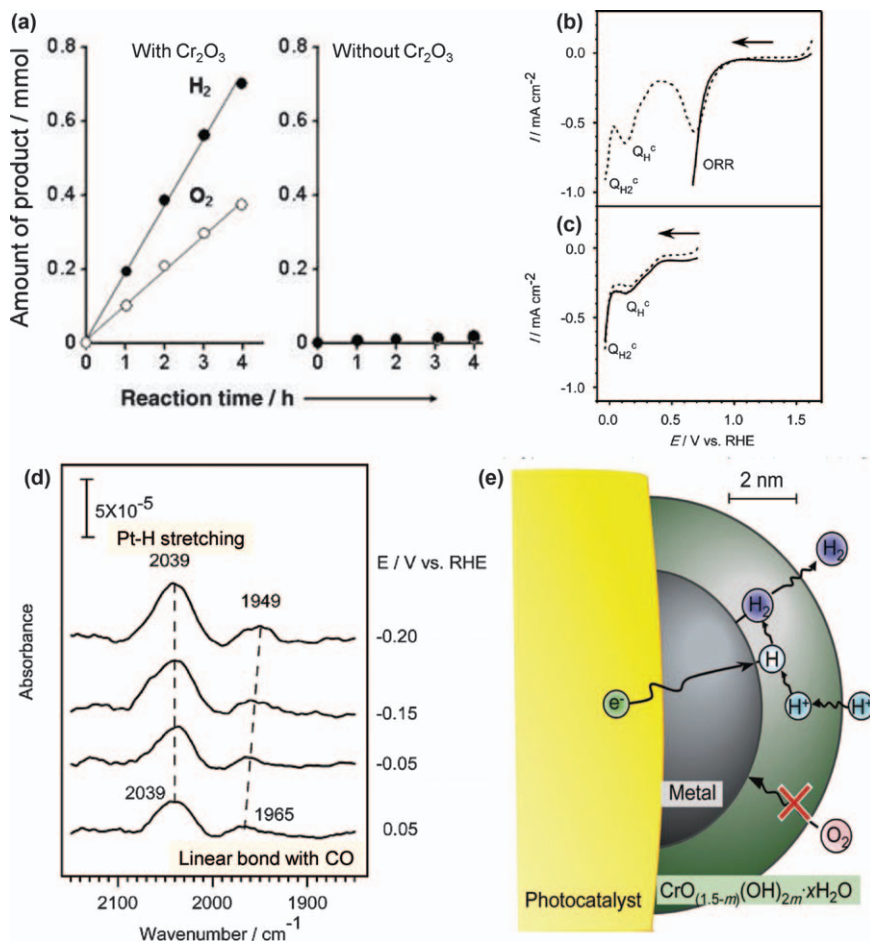 (a)
With Cr₂O₃
Without Cr₂O₃
Amount of product / mmol
0.8
0.6
0.4
0.2
0
H₂
O₂
0 1 2 3 4
0.8
0.6
0.4
0.2
0
0 1 2 3 4
Reaction time / h
(b)
I / mA cm⁻²
0.0
-0.5
-1.0
Q_H2^c
Q_H^c
ORR
(c)
I / mA cm⁻²
0.0
-0.5
-1.0
Q_H2^c
Q_H^c
0.0 0.5 1.0 1.5
E / V vs. RHE
(d)
5X10⁻⁵
Pt-H stretching
2039
1949
E / V vs. RHE
-0.20
-0.15
-0.05
0.05
2039
1965
Linear bond with CO
Absorbance
2100 2000 1900
Wavenumber / cm⁻¹
(e)
2 nm
H₂
H₂
H
H⁺
H⁺
e⁻
Metal
O₂
Photocatalyst
CrO₍₁.₅₋ₘ₎(OH)₂ₘ·xH₂O